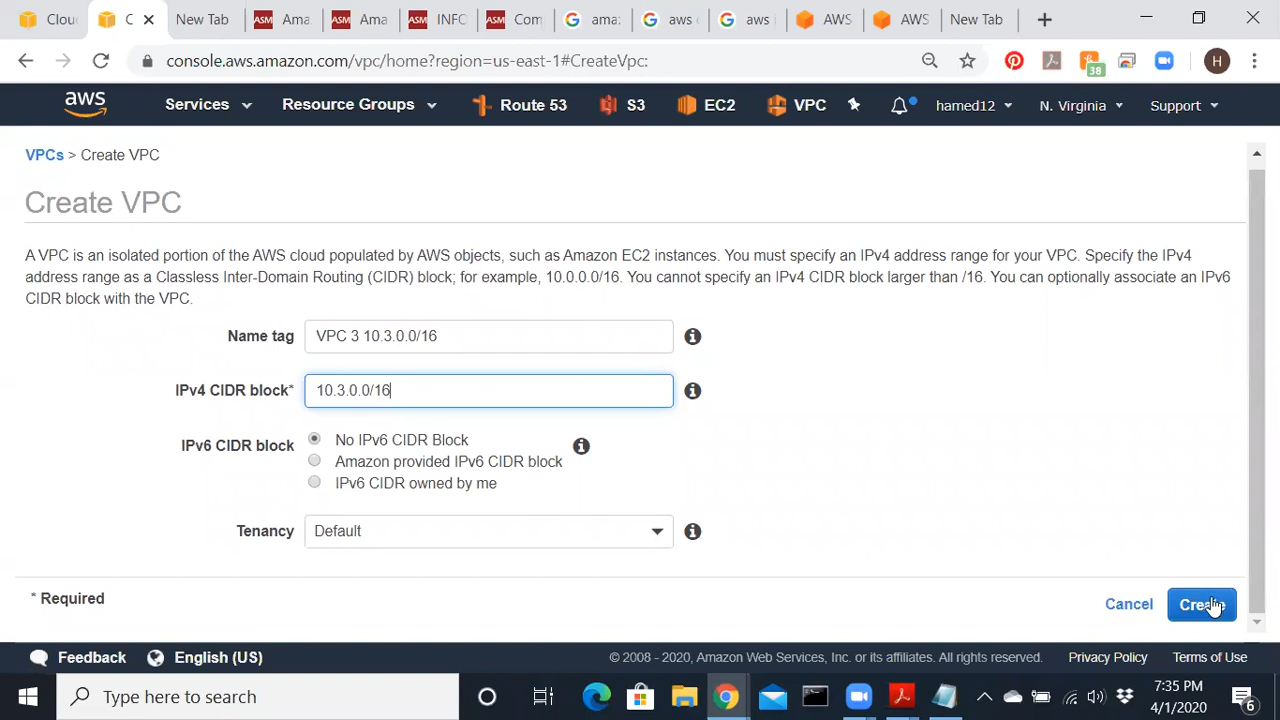 Clou
C
New Tab
Ama
Ama
INFO
Com
amaz
aws
aws
AWS
AWS
New Tab
console.aws.amazon.com/vpc/home?region=us-east-1#CreateVpc:
38
H
aws
Services
Resource Groups
Route 53
S3
EC2
VPC
hamed12
N. Virginia
Support
VPCs > Create VPC
Create VPC
A VPC is an isolated portion of the AWS cloud populated by AWS objects, such as Amazon EC2 instances. You must specify an IPv4 address range for your VPC. Specify the IPv4
address range as a Classless Inter-Domain Routing (CIDR) block; for example, 10.0.0.0/16. You cannot specify an IPv4 CIDR block larger than /16. You can optionally associate an IPv6
CIDR block with the VPC.
Name tag VPC 3 10.3.0.0/16
IPv4 CIDR block* 10.3.0.0/16
IPv6 CIDR block
No IPv6 CIDR Block
Amazon provided IPv6 CIDR block
IPv6 CIDR owned by me
Tenancy Default
* Required
Cancel
Create
Feedback
English (US)
© 2008 - 2020, Amazon Web Services, Inc. or its affiliates. All rights reserved.
Privacy Policy
Terms of Use
Type here to search
7:35 PM
4/1/2020
6